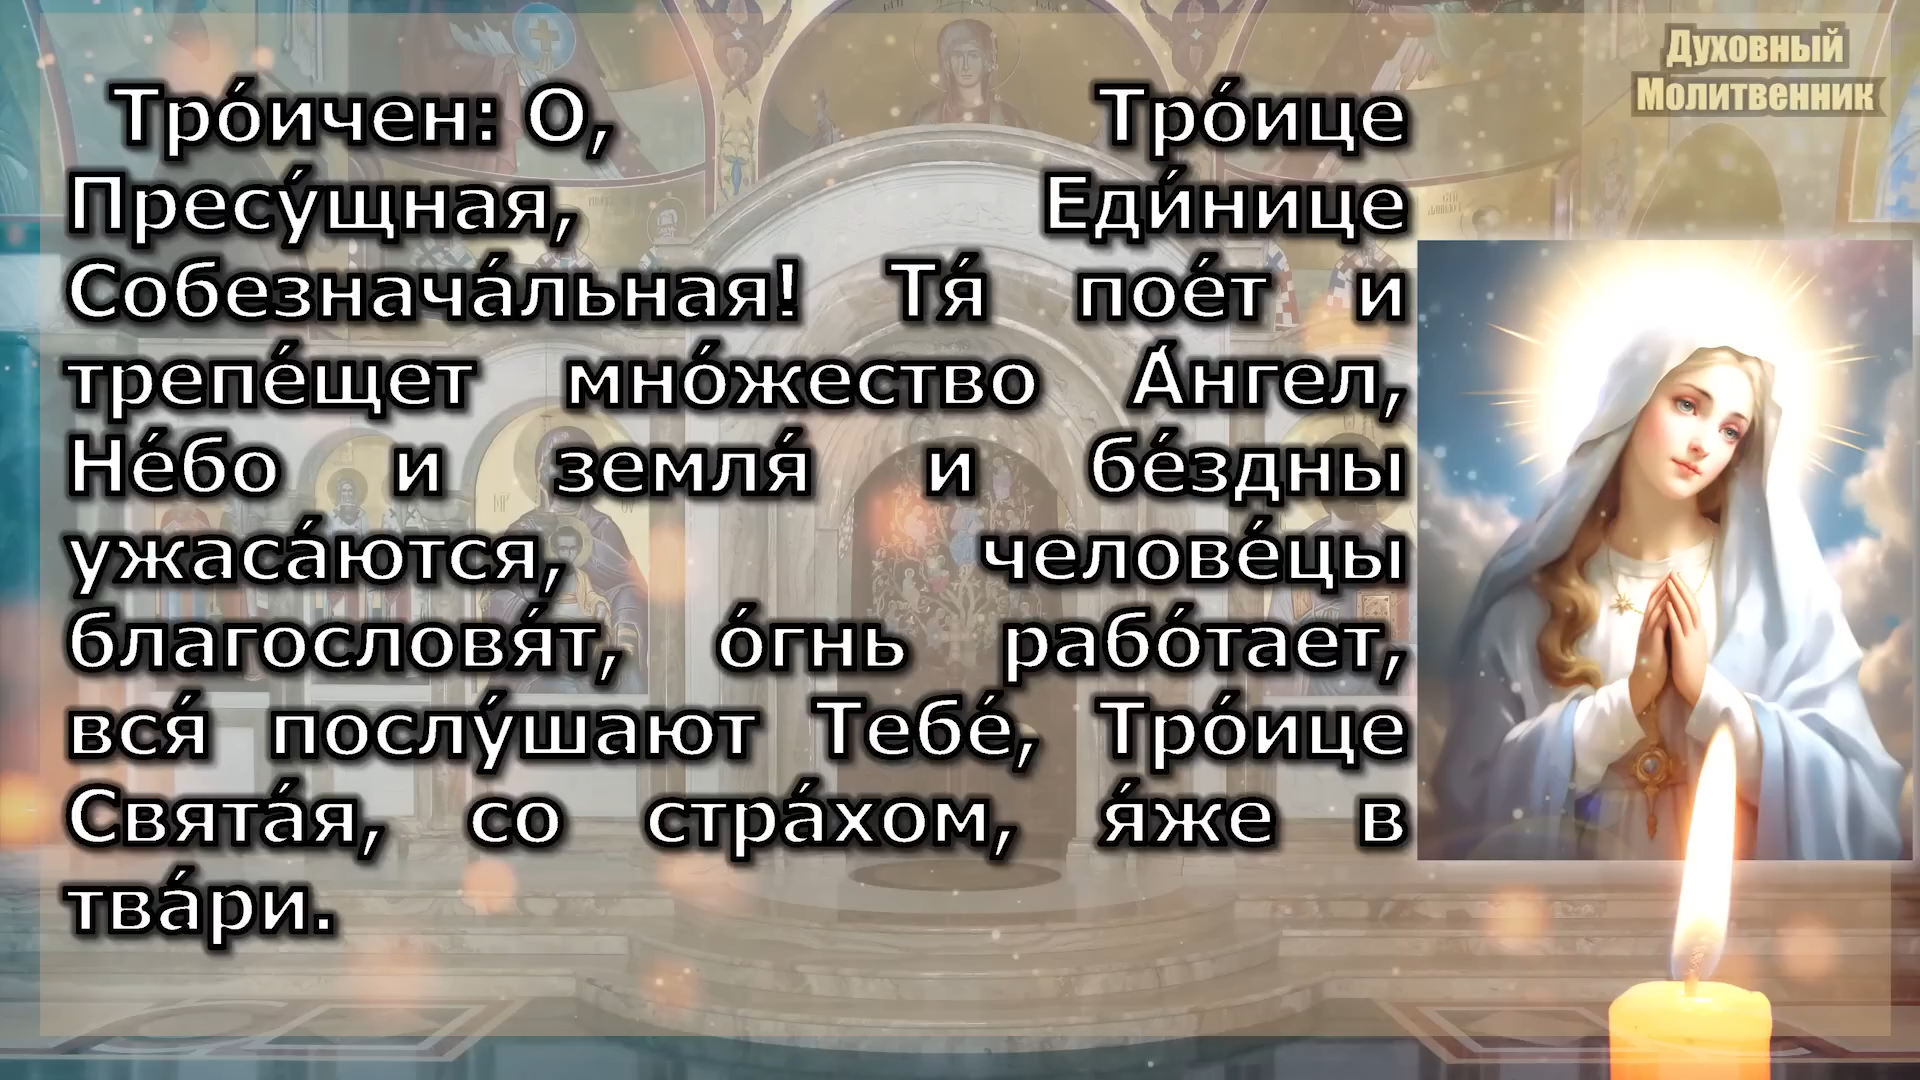 Духовный
Молитвенник
Тро́ичен: О, Тро́ице
Пресу́щная, Еди́нице
Собезнача́льная! Тя́ пое́т и
трепе́щет мно́жество А́нгел,
Не́бо и земля́ и бе́здны
ужаса́ются, челове́цы
благословя́т, о́гнь рабо́тает,
вся́ послу́шают Тебе́, Тро́ице
Свята́я, со стра́хом, я́же в
тва́ри.